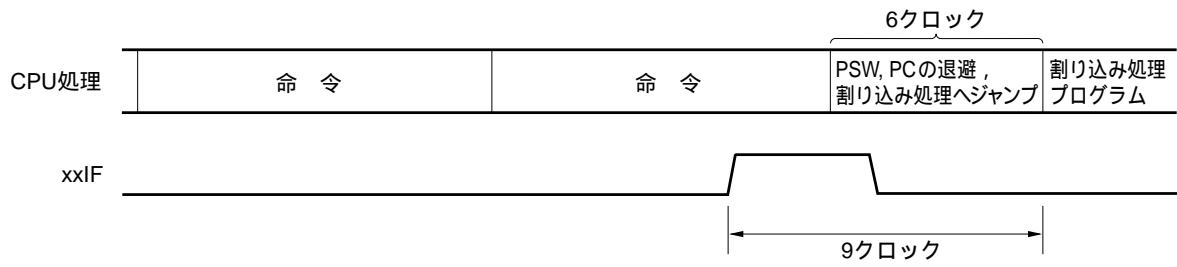 6クロック
CPU処理
命 令
命 令
PSW, PCの退避,
割り込み処理へジャンプ
割り込み処理
プログラム
xxIF
9クロック